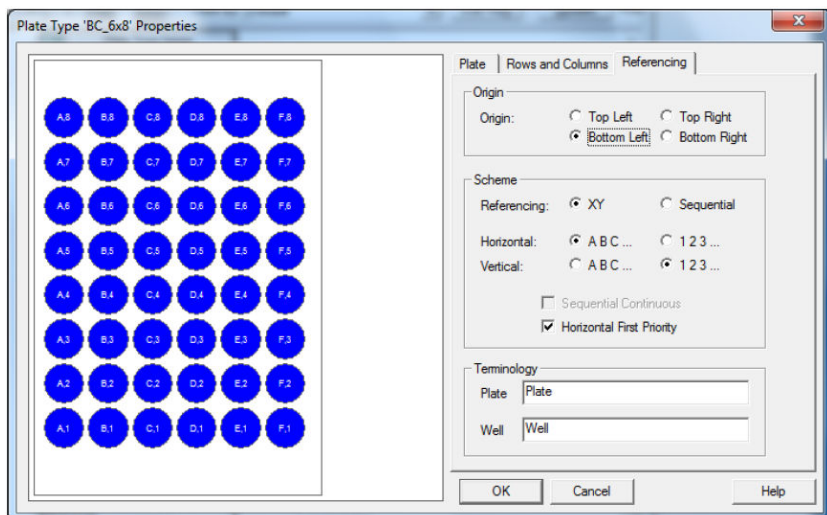 Plate Type 'BC_6x8' Properties
A,8 B,8 C,8 D,8 E,8 F,8
A,7 B,7 C,7 D,7 E,7 F,7
A,6 B,6 C,6 D,6 E,6 F,6
A,5 B,5 C,5 D,5 E,5 F,5
A,4 B,4 C,4 D,4 E,4 F,4
A,3 B,3 C,3 D,3 E,3 F,3
A,2 B,2 C,2 D,2 E,2 F,2
A,1 B,1 C,1 D,1 E,1 F,1
Plate Rows and Columns Referencing
Origin
Origin: Top Left Top Right
Bottom Left Bottom Right
Scheme
Referencing: XY Sequential
Horizontal: A B C ... 1 2 3 ...
Vertical: A B C ... 1 2 3 ...
Sequential Continuous
Horizontal First Priority
Terminology
Plate Plate
Well Well
OK Cancel Help